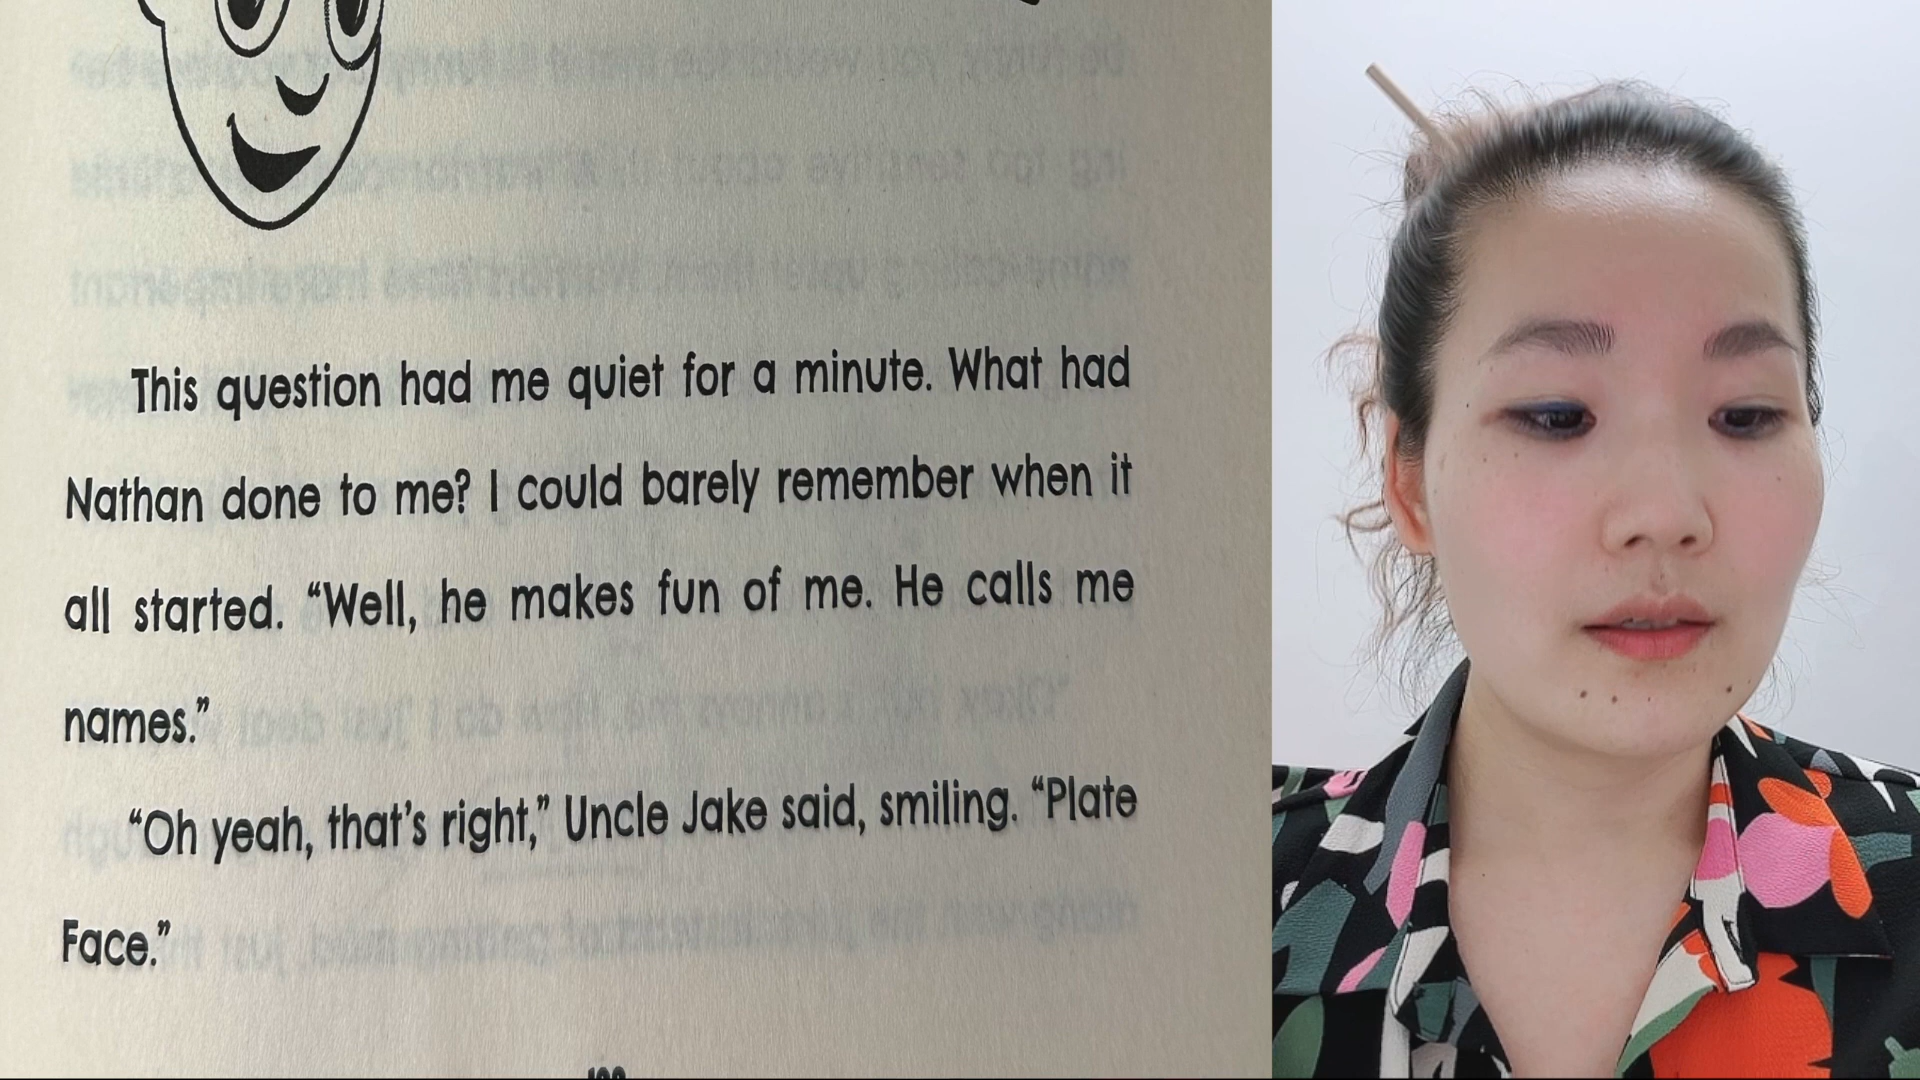 This question had me quiet for a minute. What had
Nathan done to me? I could barely remember when it
all started. “Well, he makes fun of me. He calls me
names.”
“Oh yeah, that’s right,” Uncle Jake said, smiling. “Plate
Face.”